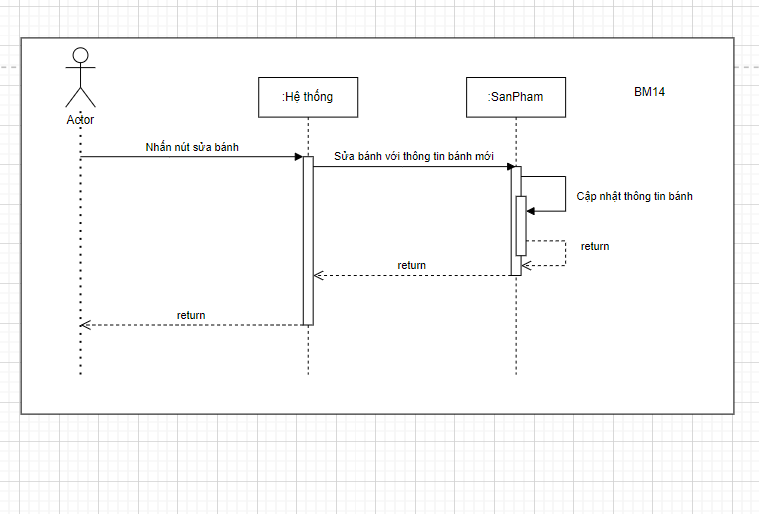 :Hệ thống
:SanPham
BM14
Actor
Nhấn nút sửa bánh
Sửa bánh với thông tin bánh mới
Cập nhật thông tin bánh
return
return
return